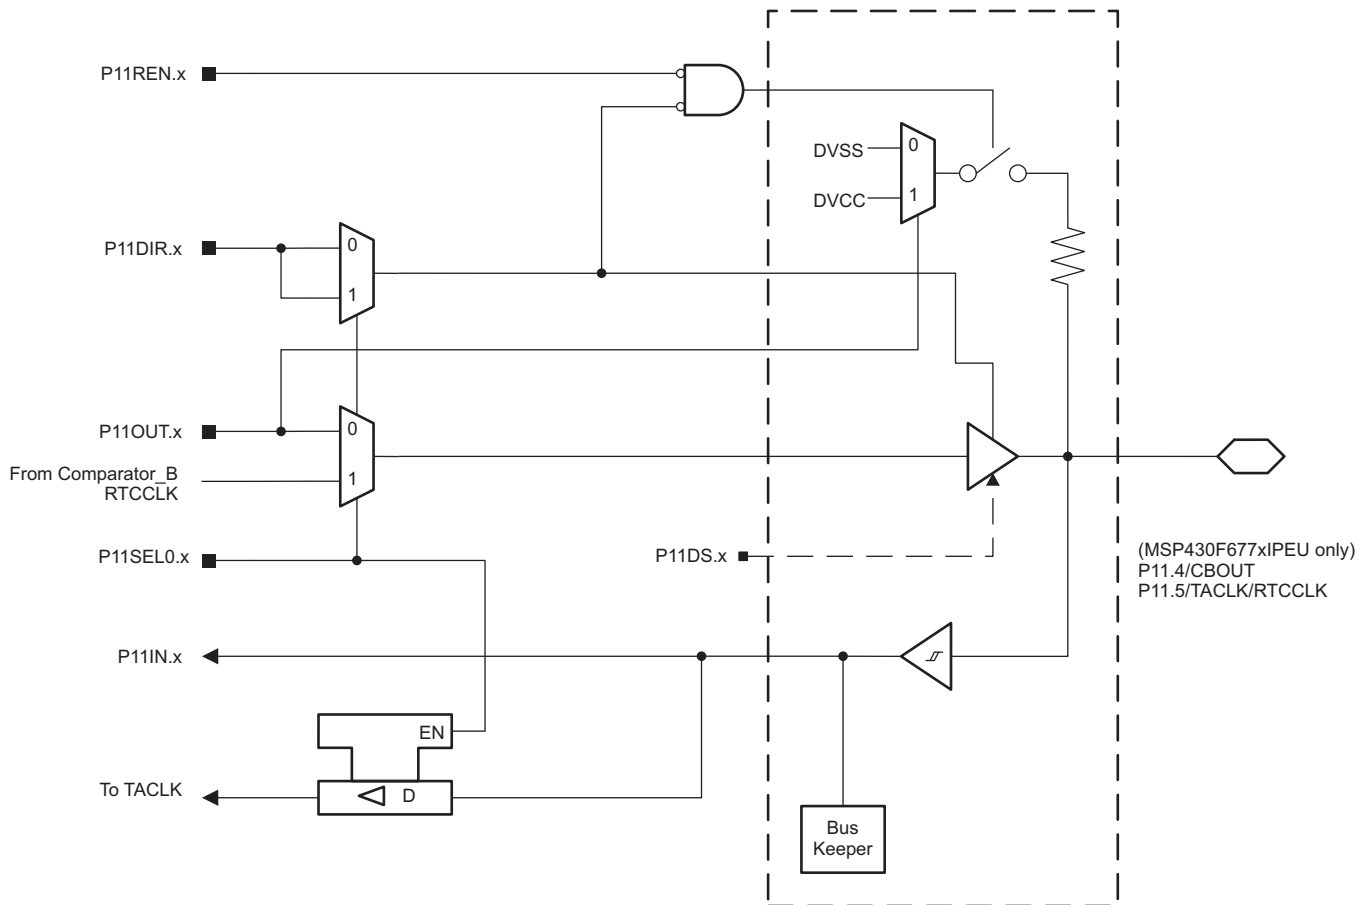 P11REN.x
DVSS
0
DVCC
1
P11DIR.x
0
1
P11OUT.x
0
From Comparator_B
RTCCLK
1
P11SEL0.x
P11DS.x
(MSP430F677xIPEU only)
P11.4/CBOUT
P11.5/TACLK/RTCCLK
P11IN.x
EN
To TACLK
D
Bus
Keeper